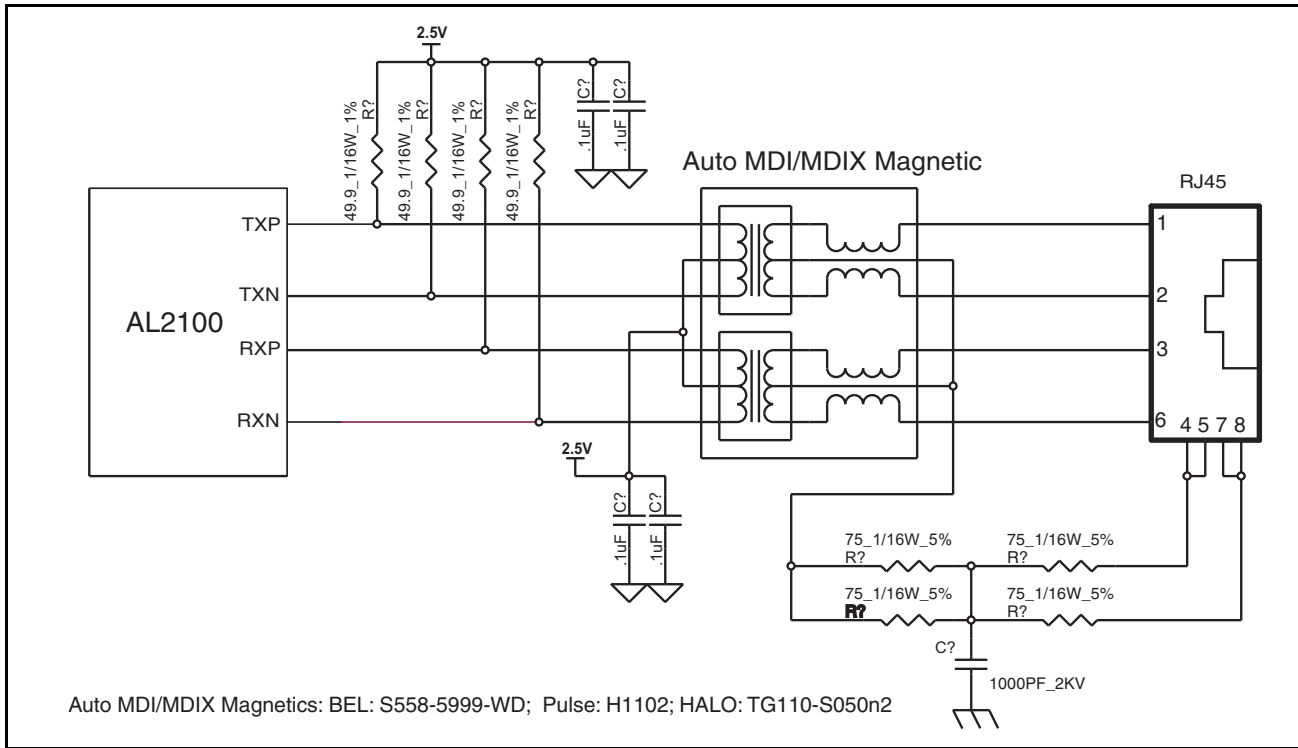 2.5V
49.9_1/16W_1%
R?
49.9_1/16W_1%
R?
49.9_1/16W_1%
R?
49.9_1/16W_1%
R?
C?
.1uF
C?
.1uF
Auto MDI/MDIX Magnetic
RJ45
AL2100
TXP
TXN
RXP
RXN
1
2
3
6
4 5 7 8
2.5V
C?
.1uF
C?
.1uF
75_1/16W_5%
R?
75_1/16W_5%
R?
75_1/16W_5%
R?
75_1/16W_5%
R?
C?
1000PF_2KV
Auto MDI/MDIX Magnetics: BEL: S558-5999-WD; Pulse: H1102; HALO: TG110-S050n2